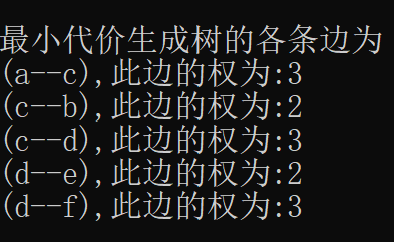 最小代价生成树的各条边为
(a--c),此边的权为:3
(c--b),此边的权为:2
(c--d),此边的权为:3
(d--e),此边的权为:2
(d--f),此边的权为:3